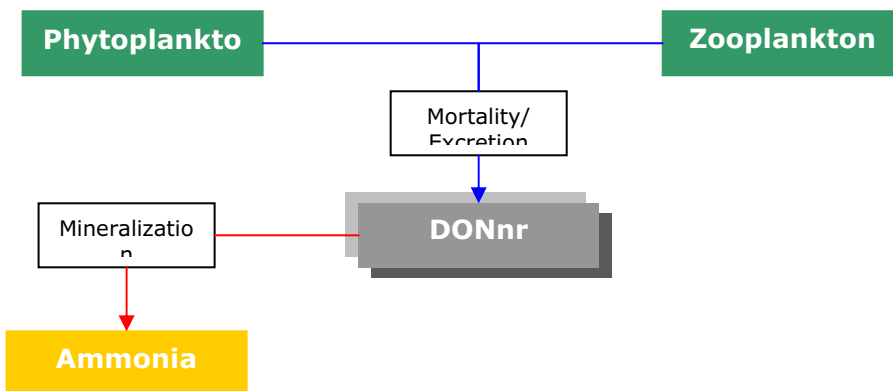 Phytoplankto
Zooplankton
Mortality/
Excretion
Mineralizatio
n
DONnr
Ammonia